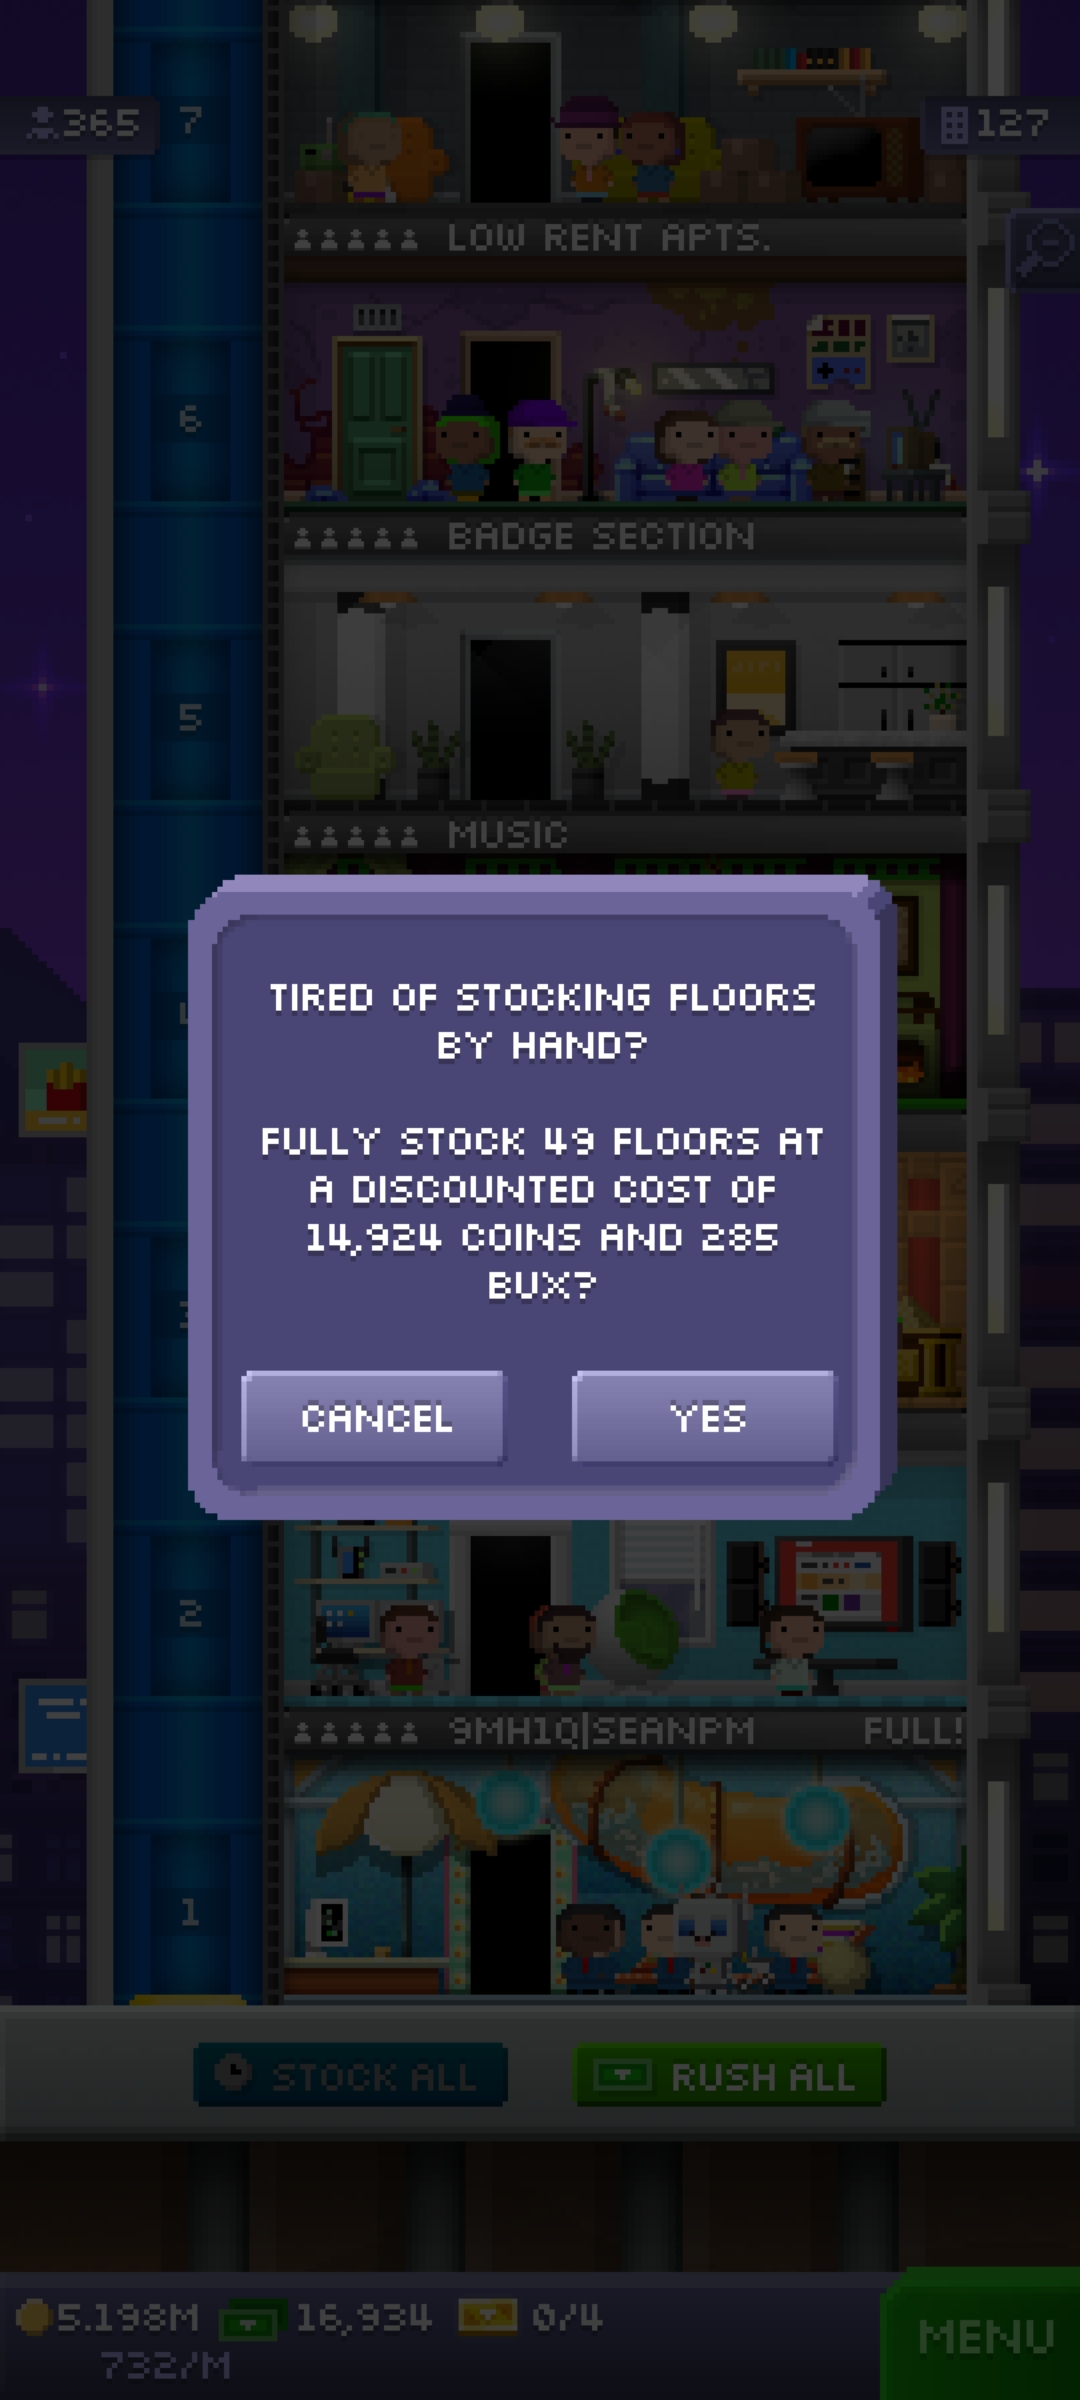 365
7
127
LOW RENT APTS.
6
BADGE SECTION
5
MUSIC
TIRED OF STOCKING FLOORS
BY HAND?
FULLY STOCK 49 FLOORS AT
A DISCOUNTED COST OF
14,924 COINS AND 285
BUX?
CANCEL
YES
2
9MH1Q|SEANPM
FULL!
1
STOCK ALL
RUSH ALL
5.198M
16,934
0/4
732/M
MENU